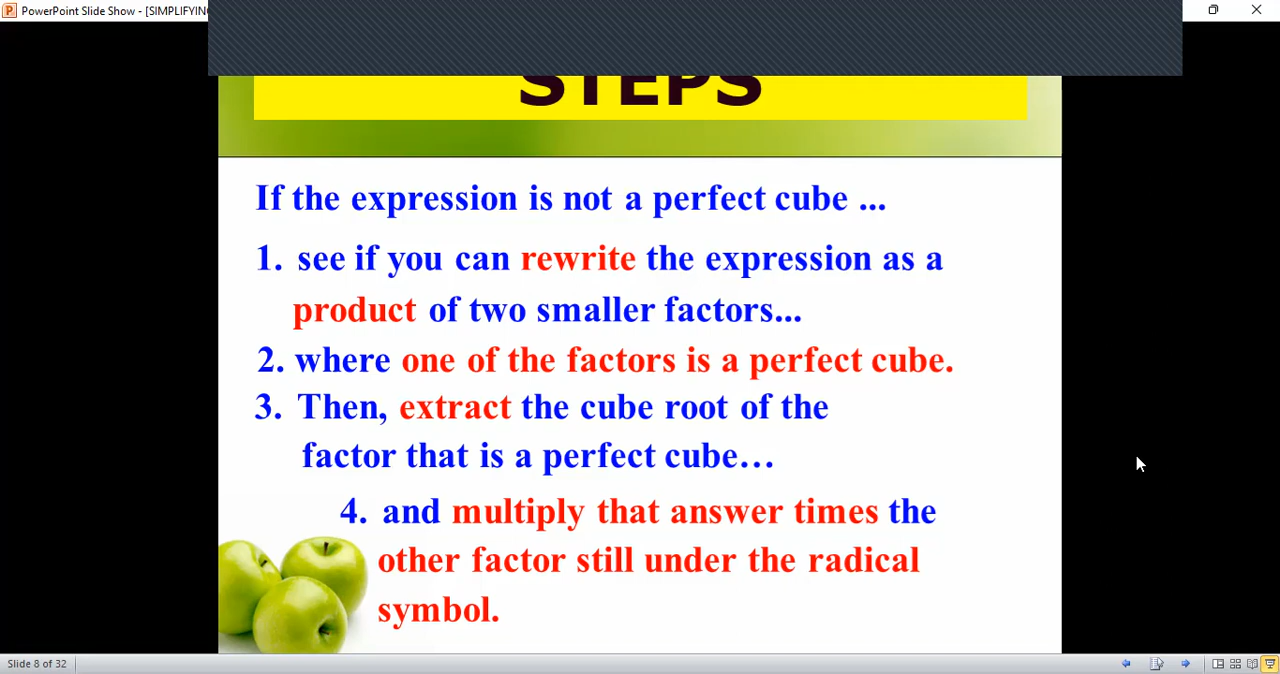 PowerPoint Slide Show - [SIMPLIFYING
STEPS
If the expression is not a perfect cube ...
1. see if you can rewrite the expression as a
product of two smaller factors...
2. where one of the factors is a perfect cube.
3. Then, extract the cube root of the
factor that is a perfect cube…
4. and multiply that answer times the
other factor still under the radical
symbol.
Slide 8 of 32